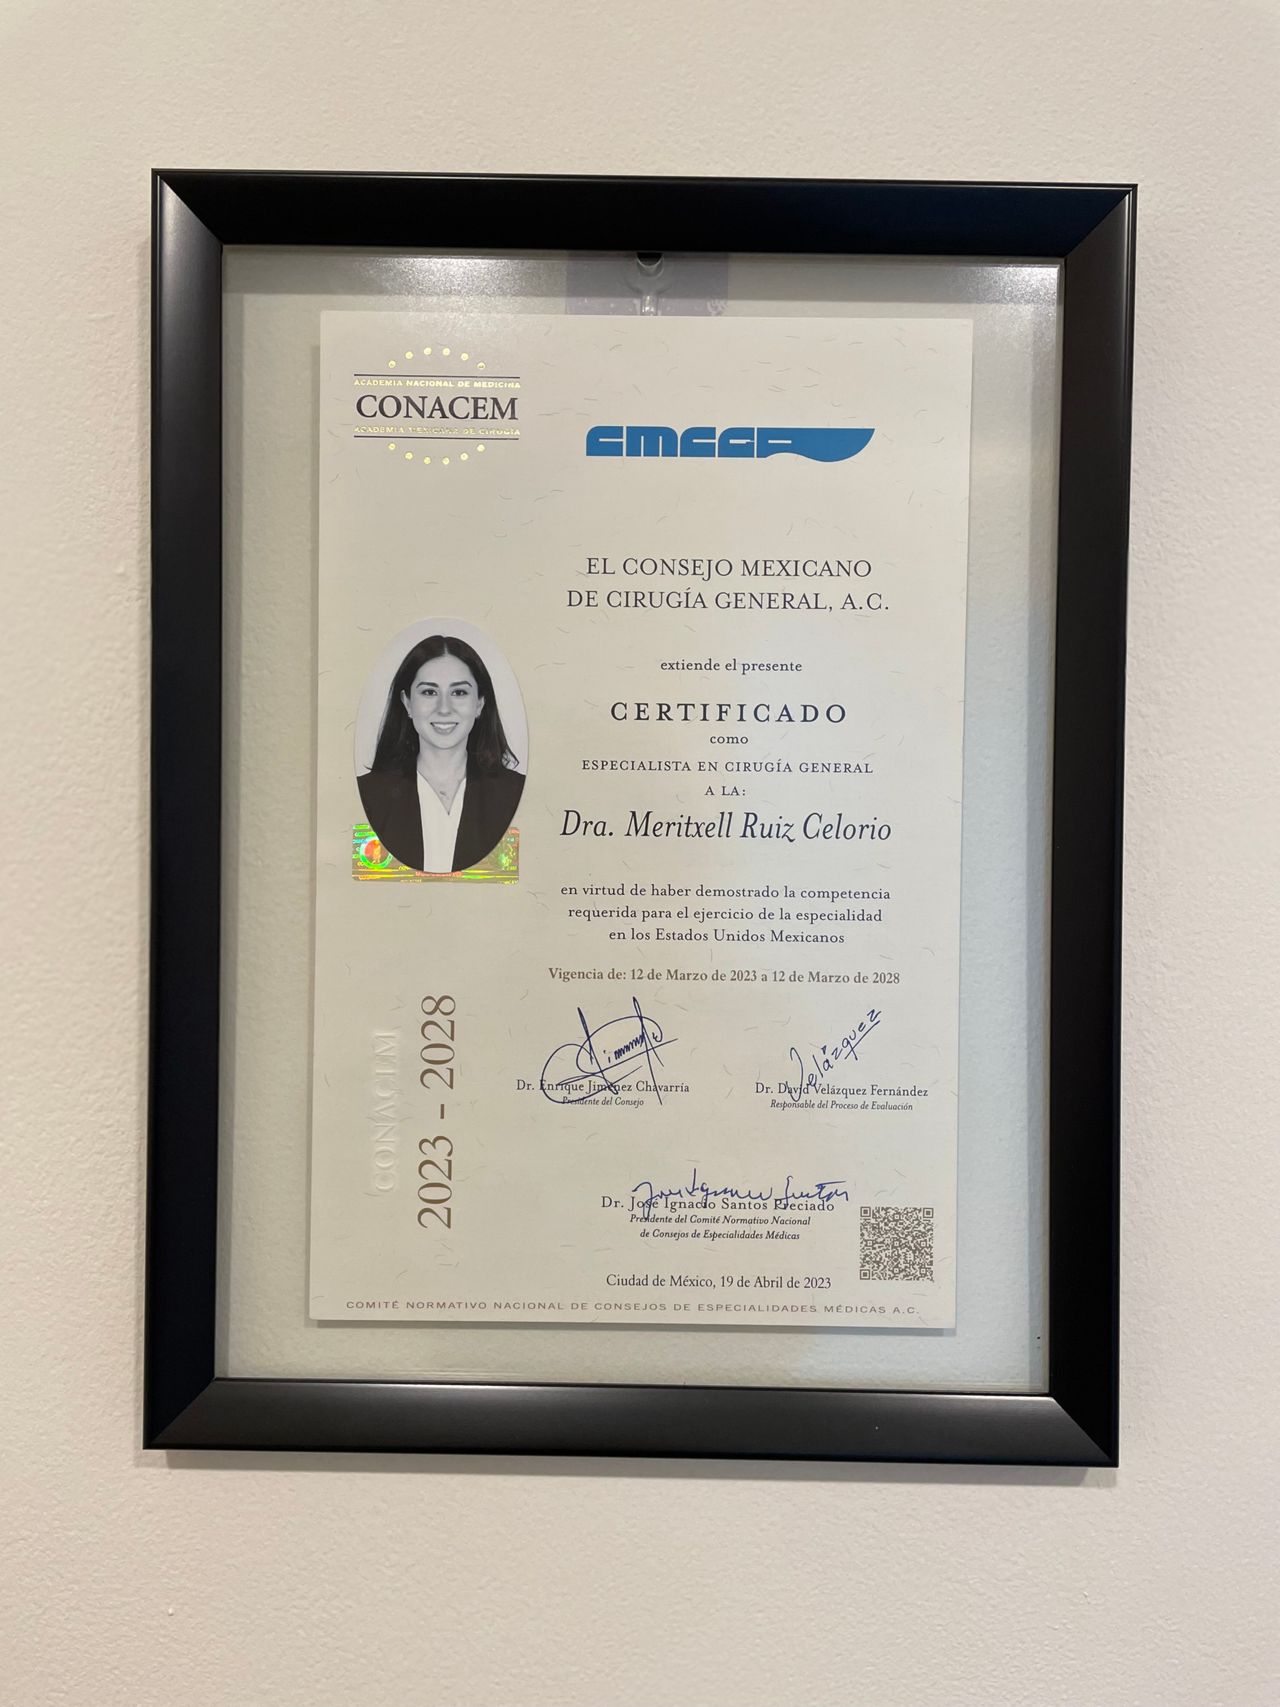 ACADEMIA NACIONAL DE MEDICINA
CONACEM
ACADEMIA MEXICANA DE CIRUGÍA
CMCGP
EL CONSEJO MEXICANO
DE CIRUGÍA GENERAL, A.C.
extiende el presente
CERTIFICADO
como
ESPECIALISTA EN CIRUGÍA GENERAL
A LA:
Dra. Meritxell Ruiz Celorio
en virtud de haber demostrado la competencia
requerida para el ejercicio de la especialidad
en los Estados Unidos Mexicanos
Vigencia de: 12 de Marzo de 2023 a 12 de Marzo de 2028
CONACEM
2023 - 2028
Velázquez
Dr. Enrique Jiménez Chavarría
Presidente del Consejo
Dr. David Velázquez Fernández
Responsable del Proceso de Evaluación
Dr. José Ignacio Santos Preciado
Presidente del Comité Normativo Nacional
de Consejos de Especialidades Médicas
Ciudad de México, 19 de Abril de 2023
COMITÉ NORMATIVO NACIONAL DE CONSEJOS DE ESPECIALIDADES MÉDICAS A.C.